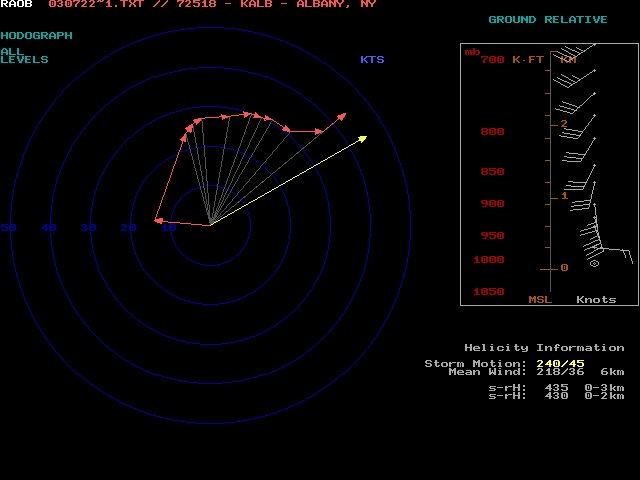 RAOB 030722~1.TXT // 72518 - KALB - ALBANY, NY
GROUND RELATIVE
HODOGRAPH
ALL
LEVELS
KTS
50 40 30 20 10
mb K-FT KM
700
800 2
850
900 1
950
1000 0
1050
MSL Knots
Helicity Information
Storm Motion: 240/45
Mean Wind: 218/36 6km
s-rH: 435 0-3km
s-rH: 430 0-2km